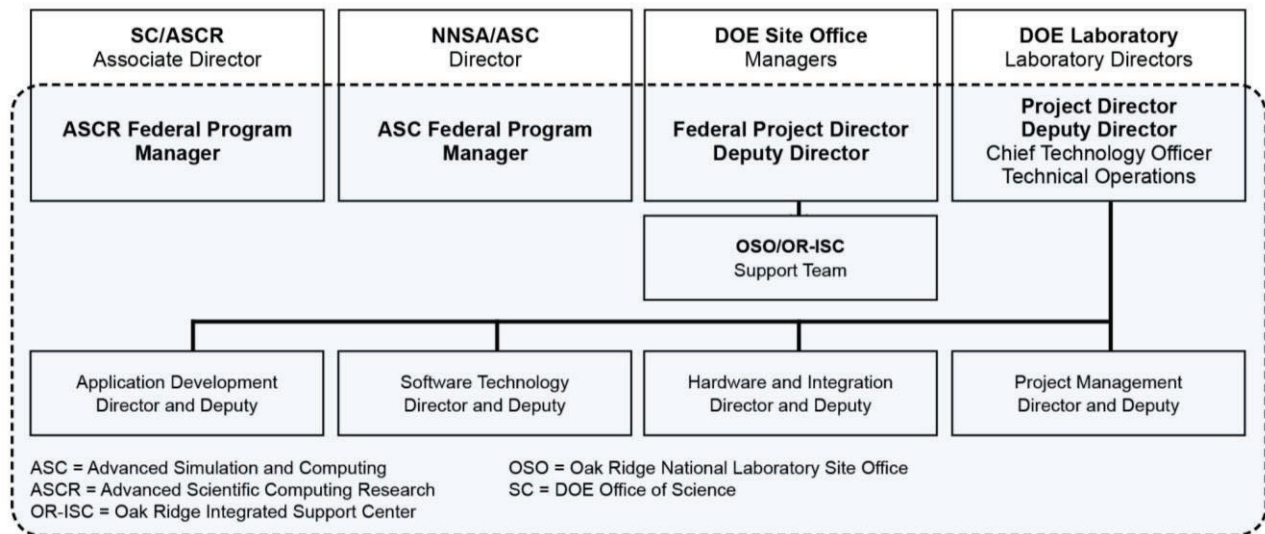 SC/ASCR
Associate Director
NNSA/ASC
Director
DOE Site Office
Managers
DOE Laboratory
Laboratory Directors
ASCR Federal Program
Manager
ASC Federal Program
Manager
Federal Project Director
Deputy Director
Project Director
Deputy Director
Chief Technology Officer
Technical Operations
OSO/OR-ISC
Support Team
Application Development
Director and Deputy
Software Technology
Director and Deputy
Hardware and Integration
Director and Deputy
Project Management
Director and Deputy
ASC = Advanced Simulation and Computing
ASCR = Advanced Scientific Computing Research
OR-ISC = Oak Ridge Integrated Support Center
OSO = Oak Ridge National Laboratory Site Office
SC = DOE Office of Science